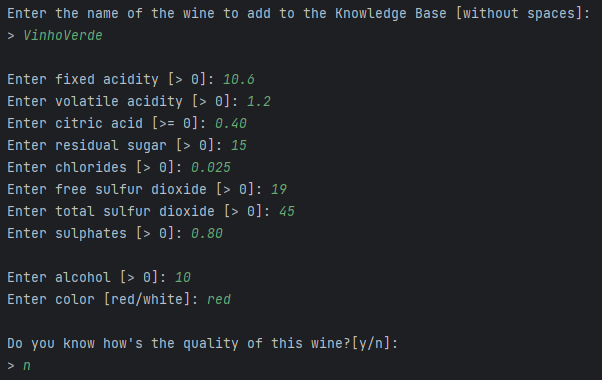 Enter the name of the wine to add to the Knowledge Base [without spaces]:
> VinhoVerde
Enter fixed acidity [> 0]: 10.6
Enter volatile acidity [> 0]: 1.2
Enter citric acid [>= 0]: 0.40
Enter residual sugar [> 0]: 15
Enter chlorides [> 0]: 0.025
Enter free sulfur dioxide [> 0]: 19
Enter total sulfur dioxide [> 0]: 45
Enter sulphates [> 0]: 0.80
Enter alcohol [> 0]: 10
Enter color [red/white]: red
Do you know how's the quality of this wine?[y/n]:
> n